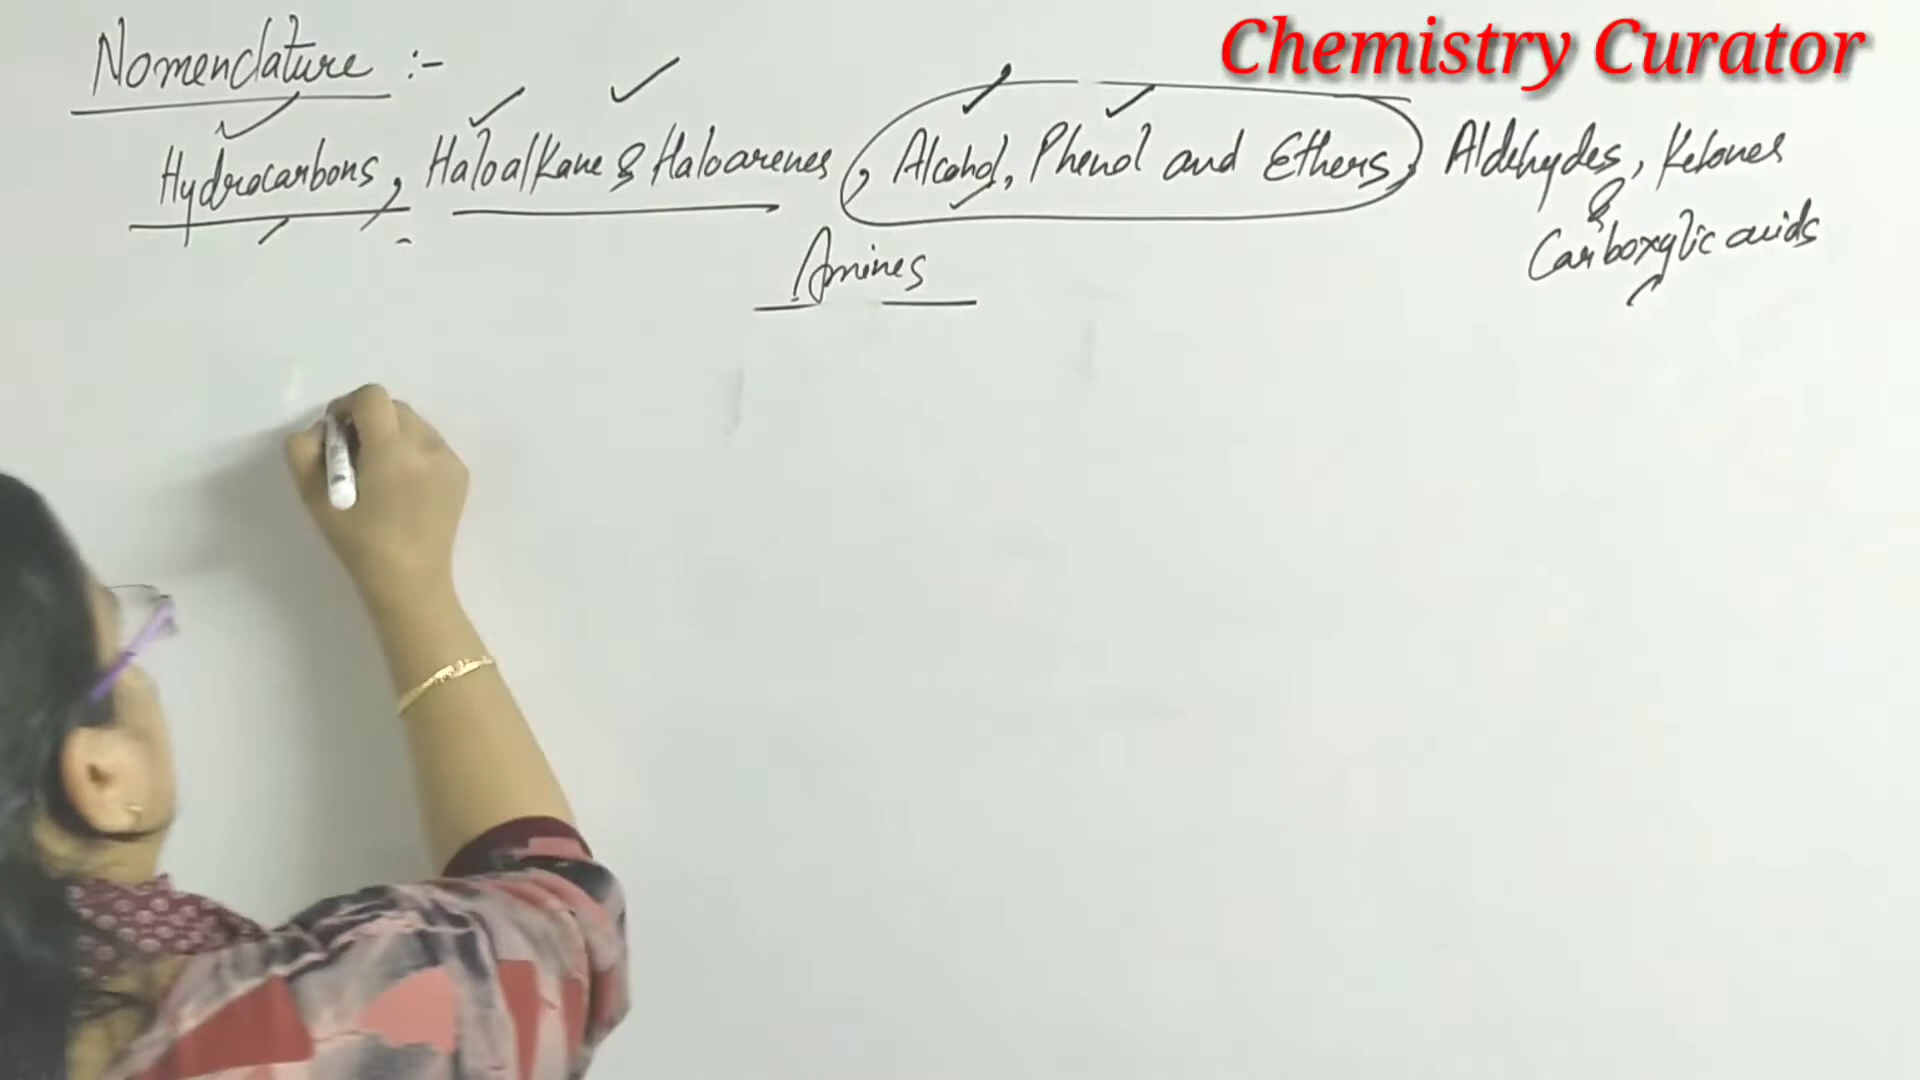 Chemistry Curator
Nomenclature :-
Hydrocarbons, Haloalkane & Haloarenes, Alcohol, Phenol and Ethers, Aldehydes, Ketones
& Carboxylic acids
Amines